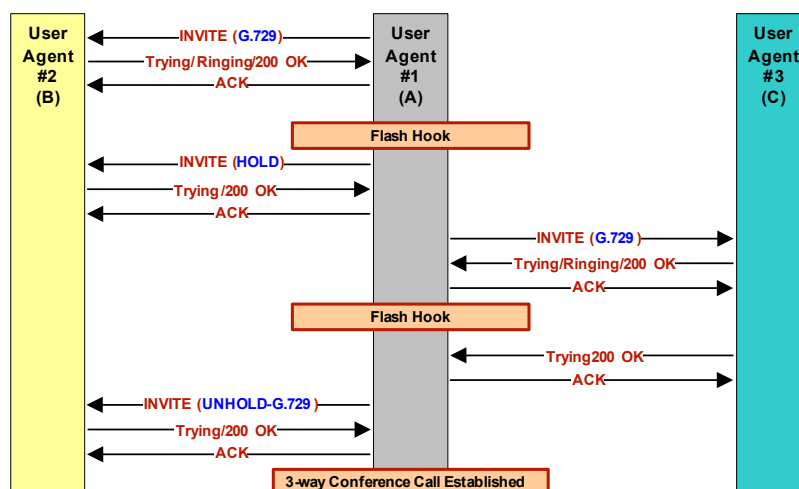 User
Agent
#2
(B)
User
Agent
#1
(A)
User
Agent
#3
(C)
INVITE (G.729)
Trying/Ringing/200 OK
ACK
Flash Hook
INVITE (HOLD)
Trying/200 OK
ACK
INVITE (G.729)
Trying/Ringing/200 OK
ACK
Flash Hook
Trying200 OK
ACK
INVITE (UNHOLD-G.729)
Trying/200 OK
ACK
3-way Conference Call Established